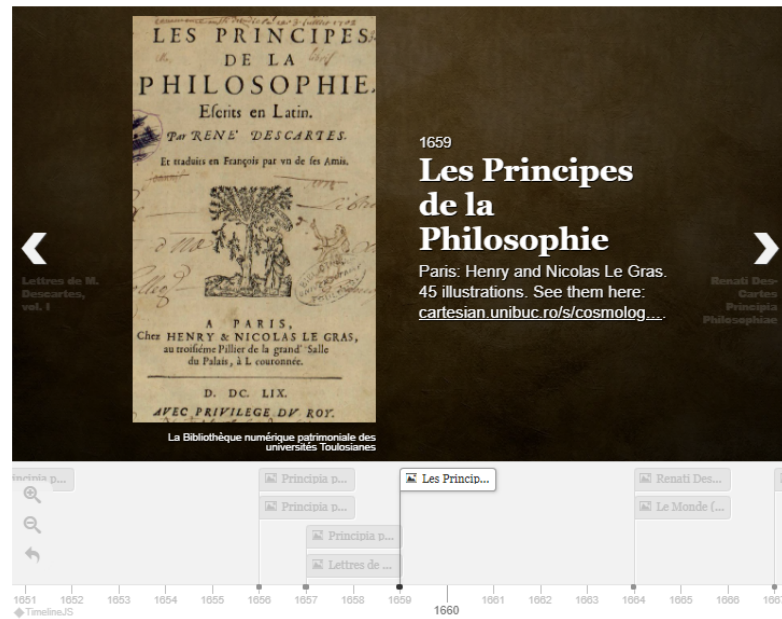 LES PRINCIPES
DE LA
PHILOSOPHIE,
Escrits en Latin.
Par RENE' DESCARTES.
Et traduits en François par vn de ses Amis.
A PARIS,
Chez HENRY & NICOLAS LE GRAS,
au troisiéme Pillier de la grand' Salle
du Palais, à L couronnée.
D. DC. LIX.
AVEC PRIVILEGE DV ROY.
La Bibliothèque numérique patrimoniale des
universités Toulosianes
1659
Les Principes
de la
Philosophie
Paris: Henry and Nicolas Le Gras.
45 illustrations. See them here:
cartesian.unibuc.ro/s/cosmolog....
Lettres de M.
Descartes,
vol. I
Renati Des-
Cartes
Principia
Philosophiae
Principia p...
Les Princip...
Renati Des...
Principia p...
Le Monde (...
Principia p...
Lettres de ...
1651 1652 1653 1654 1655 1656 1657 1658 1659 1660 1661 1662 1663 1664 1665 1666
TimelineJS